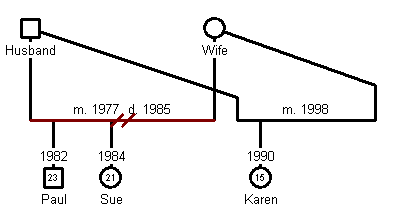 Husband
Wife
m. 1977 d. 1985
m. 1998
1982
1984
1990
23
21
15
Paul
Sue
Karen